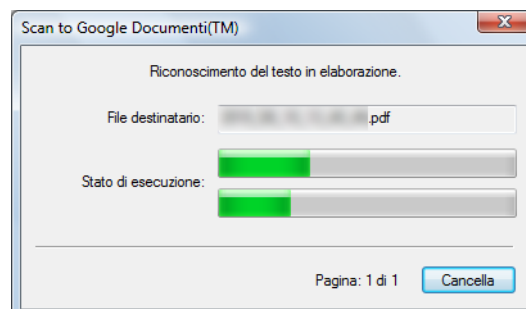 Scan to Google Documenti(TM)
Riconoscimento del testo in elaborazione.
File destinatario: .pdf
Stato di esecuzione:
Pagina: 1 di 1 Cancella